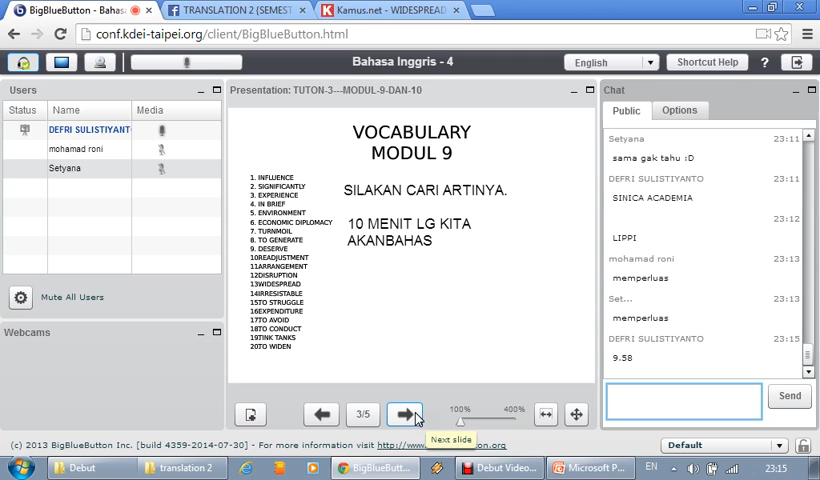 BigBlueButton - Bahas
TRANSLATION 2 (SEMEST
Kamus.net - WIDESPREAD
conf.kdei-taipei.org/client/BigBlueButton.html
Bahasa Inggris - 4
English
Shortcut Help
?
Users
Status
Name
Media
DEFRI SULISTIYANT
mohamad roni
Setyana
Mute All Users
Webcams
Presentation: TUTON-3---MODUL-9-DAN-10
VOCABULARY
MODUL 9
1. INFLUENCE
2. SIGNIFICANTLY
3. EXPERIENCE
4. IN BRIEF
5. ENVIRONMENT
6. ECONOMIC DIPLOMACY
7. TURNMOIL
8. TO GENERATE
9. DESERVE
10READJUSTMENT
11ARRANGEMENT
12DISRUPTION
13WIDESPREAD
14IRRESISTABLE
15TO STRUGGLE
16EXPENDITURE
17TO AVOID
18TO CONDUCT
19TINK TANKS
20TO WIDEN
SILAKAN CARI ARTINYA.
10 MENIT LG KITA
AKANBAHAS
3/5
100%
400%
Next slide
Chat
Public
Options
Setyana 23:11
sama gak tahu :D
DEFRI SULISTIYANTO 23:11
SINICA ACADEMIA
23:12
LIPPI
mohamad roni 23:13
memperluas
Set... 23:13
memperluas
DEFRI SULISTIYANTO 23:15
9.58
Send
(c) 2013 BigBlueButton Inc. [build 4359-2014-07-30] - For more information visit http://www.bigbluebutton.org
Default
Debut
translation 2
BigBlueButt...
Debut Video...
Microsoft P...
EN
23:15